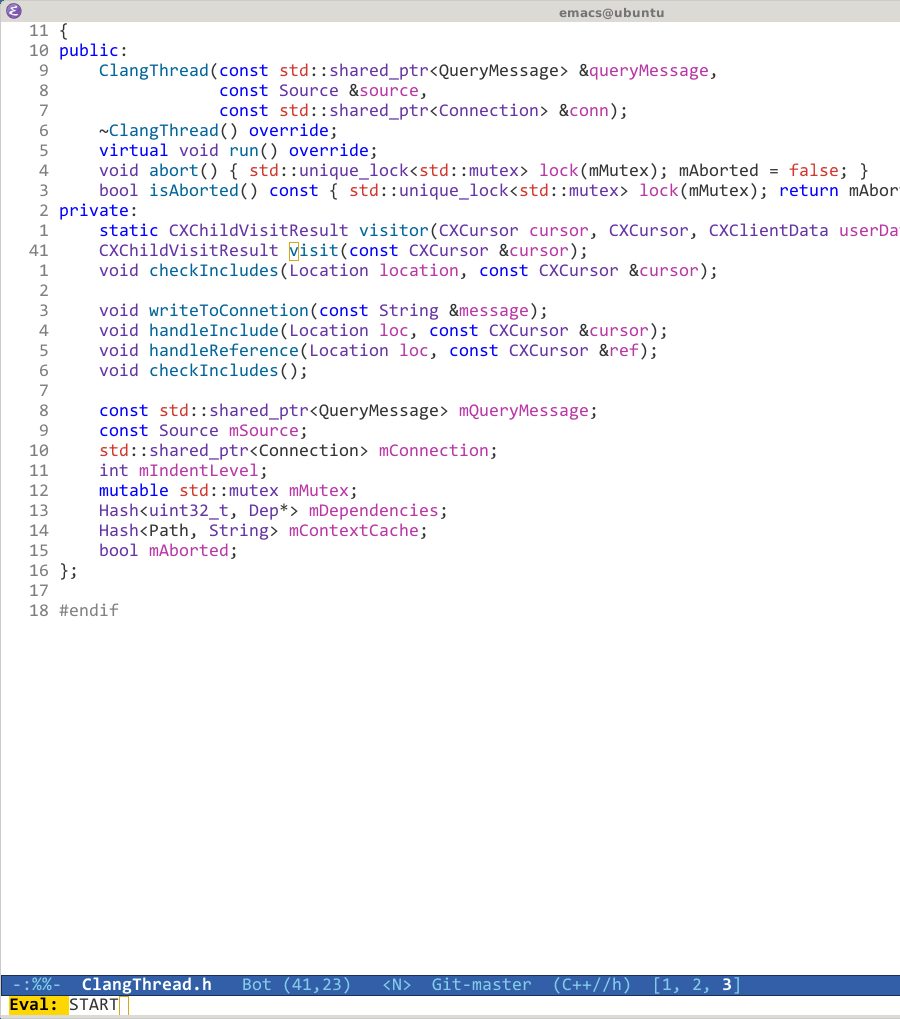 emacs@ubuntu
11 {
10 public:
9     ClangThread(const std::shared_ptr<QueryMessage> &queryMessage,
8                 const Source &source,
7                 const std::shared_ptr<Connection> &conn);
6     ~ClangThread() override;
5     virtual void run() override;
4     void abort() { std::unique_lock<std::mutex> lock(mMutex); mAborted = false; }
3     bool isAborted() const { std::unique_lock<std::mutex> lock(mMutex); return mAbor
2 private:
1     static CXChildVisitResult visitor(CXCursor cursor, CXCursor, CXClientData userDa
41     CXChildVisitResult visit(const CXCursor &cursor);
1     void checkIncludes(Location location, const CXCursor &cursor);
2
3     void writeToConnetion(const String &message);
4     void handleInclude(Location loc, const CXCursor &cursor);
5     void handleReference(Location loc, const CXCursor &ref);
6     void checkIncludes();
7
8     const std::shared_ptr<QueryMessage> mQueryMessage;
9     const Source mSource;
10     std::shared_ptr<Connection> mConnection;
11     int mIndentLevel;
12     mutable std::mutex mMutex;
13     Hash<uint32_t, Dep*> mDependencies;
14     Hash<Path, String> mContextCache;
15     bool mAborted;
16 };
17
18 #endif
-:%%-  ClangThread.h   Bot (41,23)   <N>  Git-master  (C++//h)  [1, 2, 3]
Eval: START